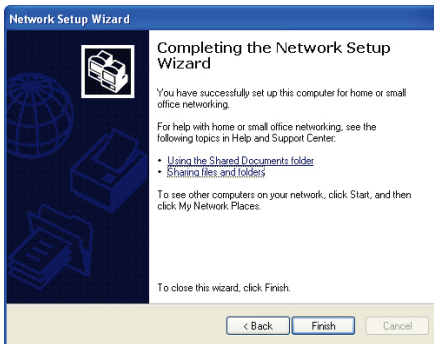 Network Setup Wizard
Completing the Network Setup
Wizard
You have successfully set up this computer for home or small
office networking.
For help with home or small office networking, see the
following topics in Help and Support Center:
• Using the Shared Documents folder
• Sharing files and folders
To see other computers on your network, click Start, and then
click My Network Places.
To close this wizard, click Finish.
< Back Finish Cancel